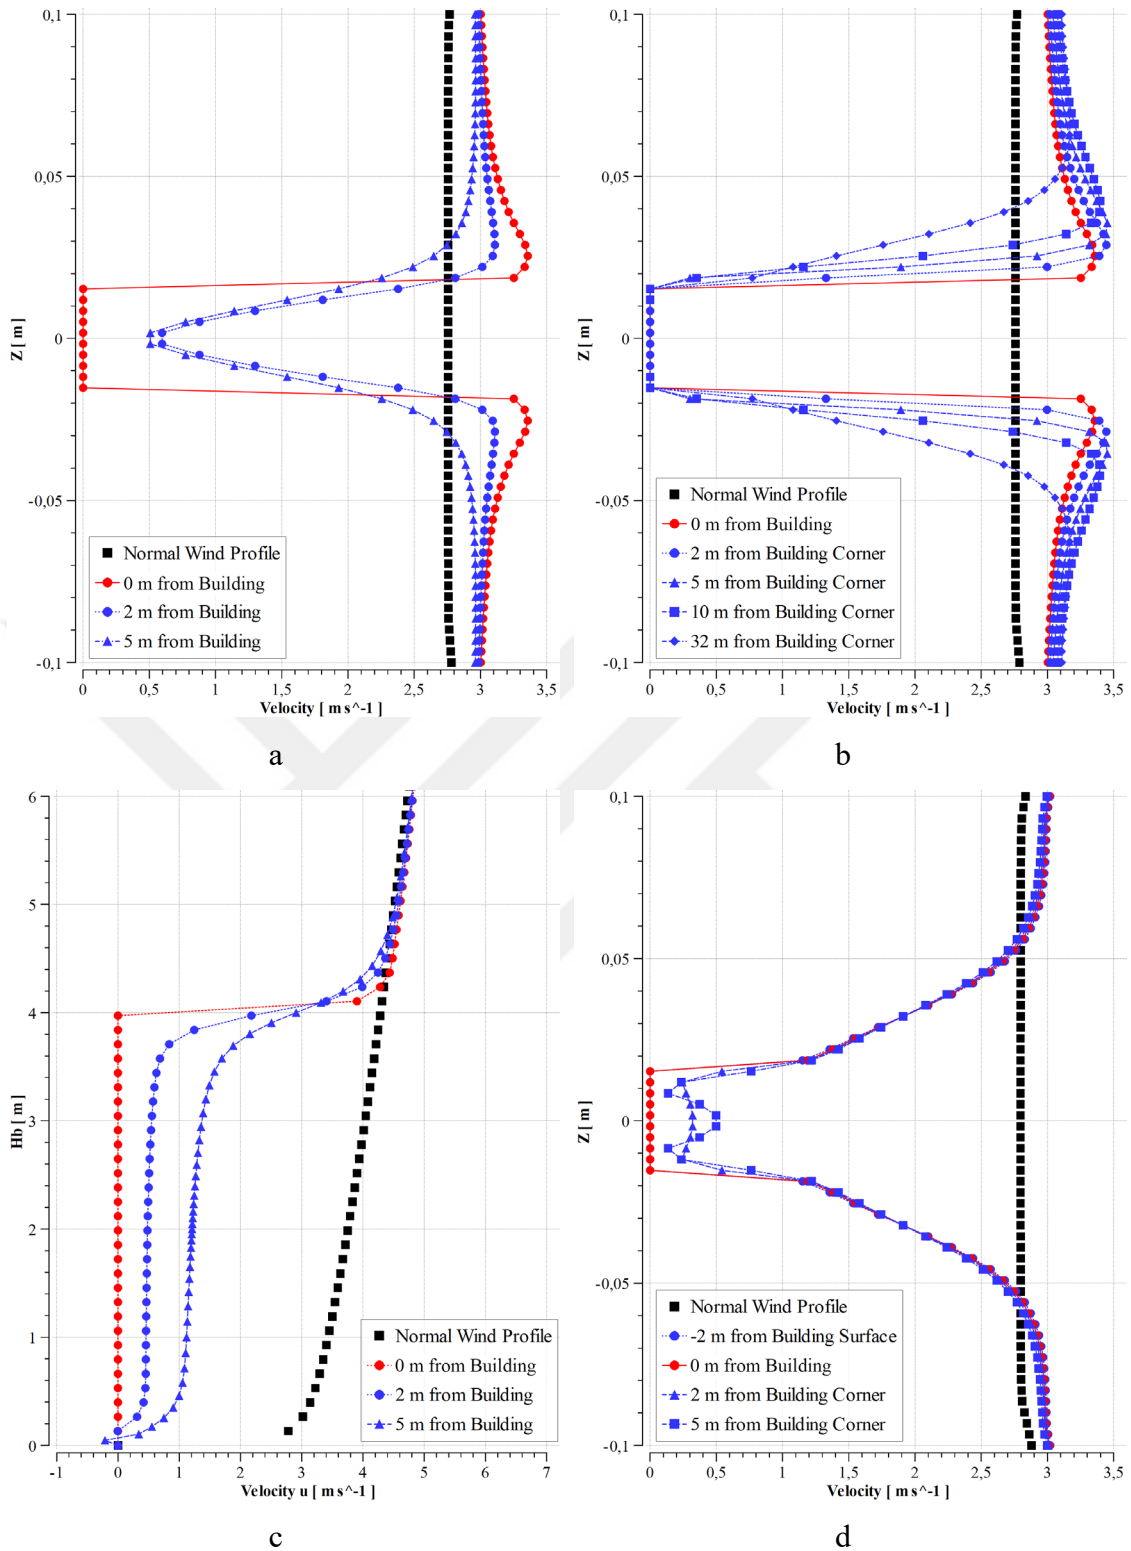 0,1
0,05
0
-0,05
-0,1
Z [ m ]
Normal Wind Profile
0 m from Building
2 m from Building
5 m from Building
0 0,5 1 1,5 2 2,5 3 3,5
Velocity [ m s^-1 ]
a
0,1
0,05
0
-0,05
-0,1
Z [ m ]
Normal Wind Profile
0 m from Building
2 m from Building Corner
5 m from Building Corner
10 m from Building Corner
32 m from Building Corner
0 0,5 1 1,5 2 2,5 3 3,5
Velocity [ m s^-1 ]
b
6
5
4
3
2
1
0
Hb [ m ]
Normal Wind Profile
0 m from Building
2 m from Building
5 m from Building
-1 0 1 2 3 4 5 6 7
Velocity u [ m s^-1 ]
c
0,1
0,05
0
-0,05
-0,1
Z [ m ]
Normal Wind Profile
-2 m from Building Surface
0 m from Building
2 m from Building Corner
5 m from Building Corner
0 0,5 1 1,5 2 2,5 3 3,5
Velocity [ m s^-1 ]
d